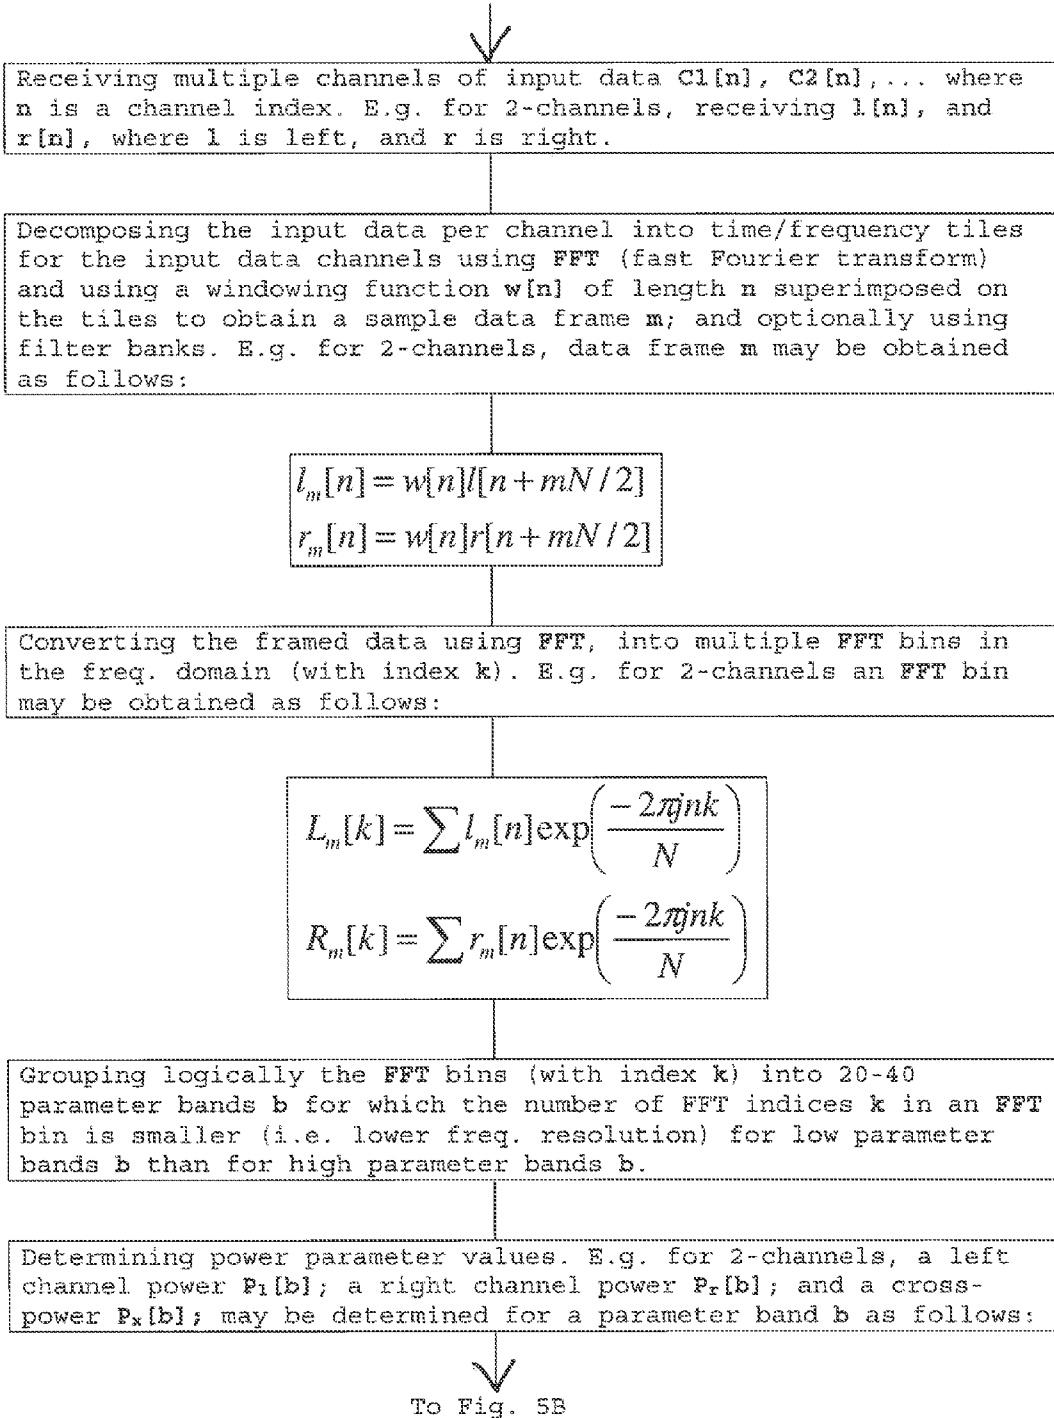 Receiving multiple channels of input data C1[n], C2[n],... where
n is a channel index. E.g. for 2-channels, receiving l[n], and
r[n], where l is left, and r is right.
Decomposing the input data per channel into time/frequency tiles
for the input data channels using FFT (fast Fourier transform)
and using a windowing function w[n] of length n superimposed on
the tiles to obtain a sample data frame m; and optionally using
filter banks. E.g. for 2-channels, data frame m may be obtained
as follows:
l_m[n] = w[n]l[n + mN / 2]
r_m[n] = w[n]r[n + mN / 2]
Converting the framed data using FFT, into multiple FFT bins in
the freq. domain (with index k). E.g. for 2-channels an FFT bin
may be obtained as follows:
L_m[k] = ∑ l_m[n] exp(−2πjnk / N)
R_m[k] = ∑ r_m[n] exp(−2πjnk / N)
Grouping logically the FFT bins (with index k) into 20-40
parameter bands b for which the number of FFT indices k in an FFT
bin is smaller (i.e. lower freq. resolution) for low parameter
bands b than for high parameter bands b.
Determining power parameter values. E.g. for 2-channels, a left
channel power P_l[b]; a right channel power P_r[b]; and a cross-
power P_x[b]; may be determined for a parameter band b as follows:
To Fig. 5B